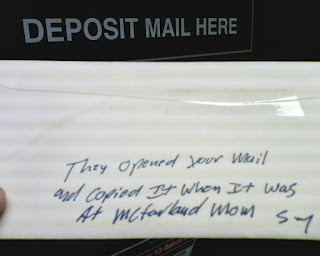 DEPOSIT MAIL HERE
They Opened Your Mail
and Copied It When It Was
At McFarland Mom